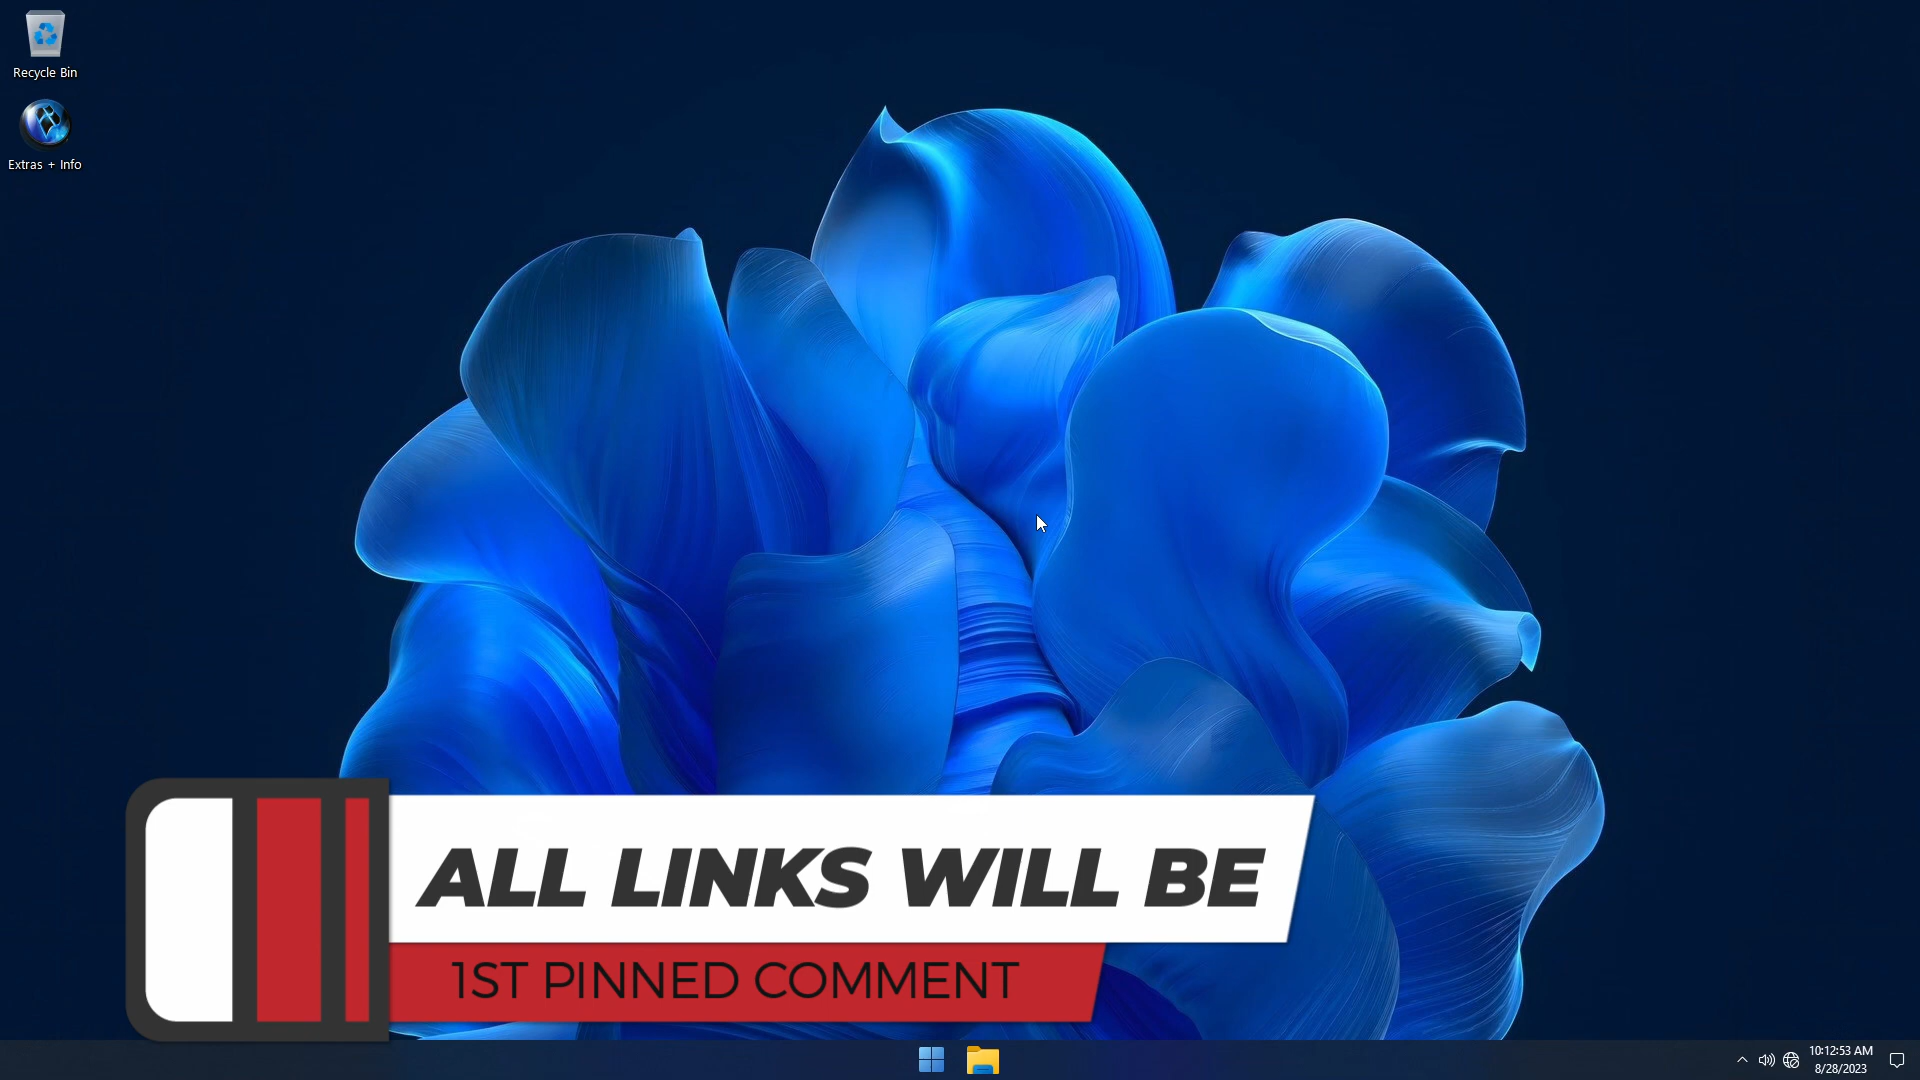 Recycle Bin
Extras + Info
ALL LINKS WILL BE
1ST PINNED COMMENT
10:12:53 AM
8/28/2023